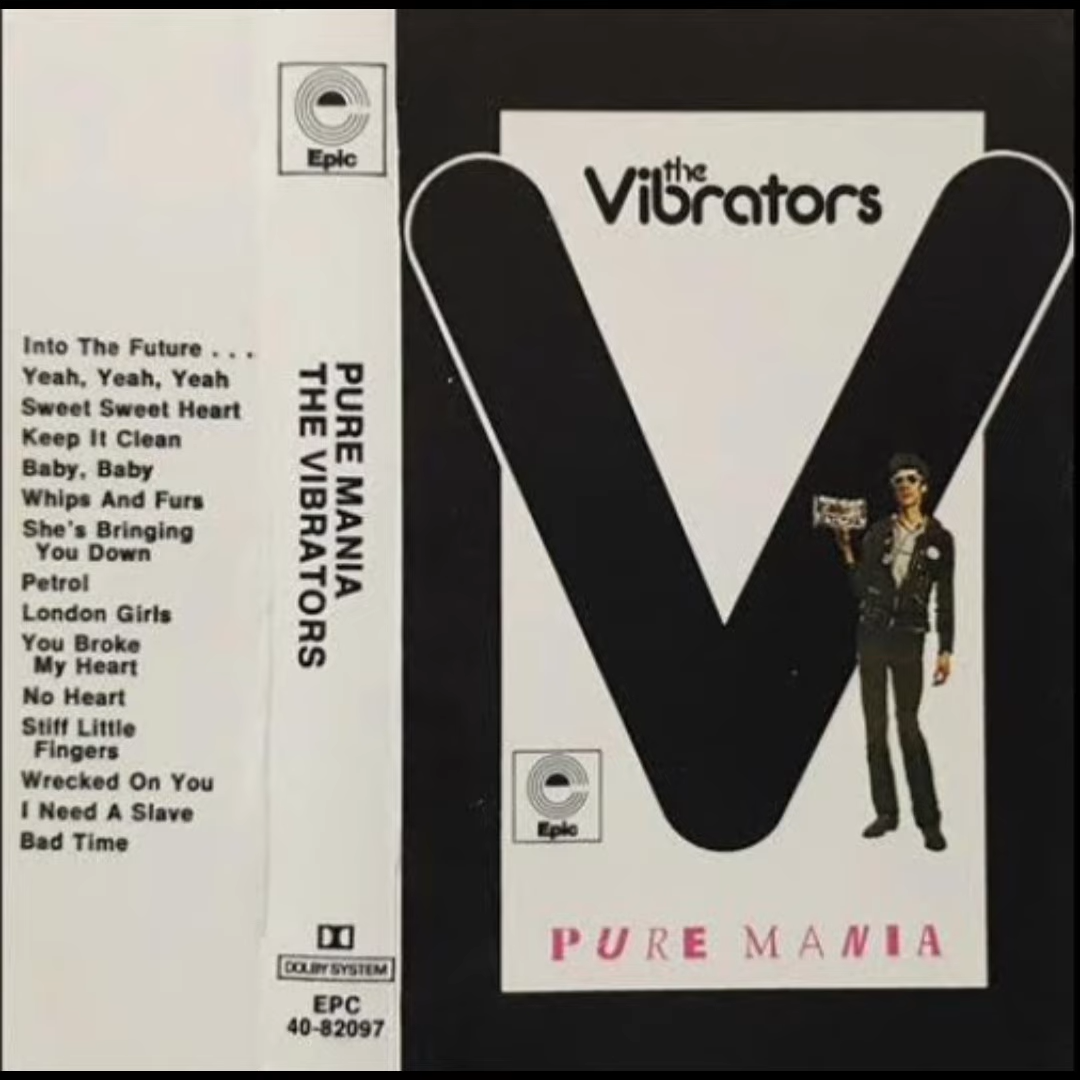 Into The Future . . .
Yeah, Yeah, Yeah
Sweet Sweet Heart
Keep It Clean
Baby, Baby
Whips And Furs
She's Bringing
You Down
Petrol
London Girls
You Broke
My Heart
No Heart
Stiff Little
Fingers
Wrecked On You
I Need A Slave
Bad Time
Epic
PURE MANIA
THE VIBRATORS
DOLBY SYSTEM
EPC
40-82097
the
Vibrators
Epic
PURE MANIA